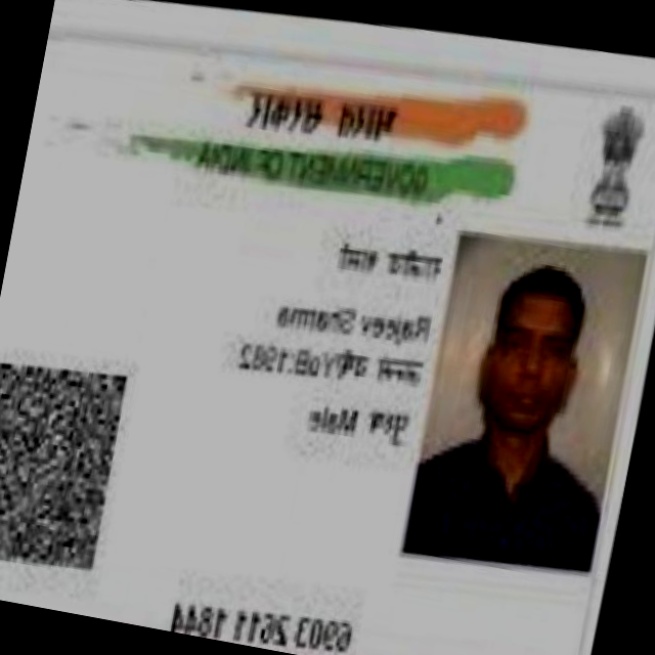 भारत सरकार
GOVERNMENT OF INDIA
राजीव शर्मा
Rajeev Sharma
जन्म वर्ष/YoB:1982
पुरुष Male
6903 2611 1844